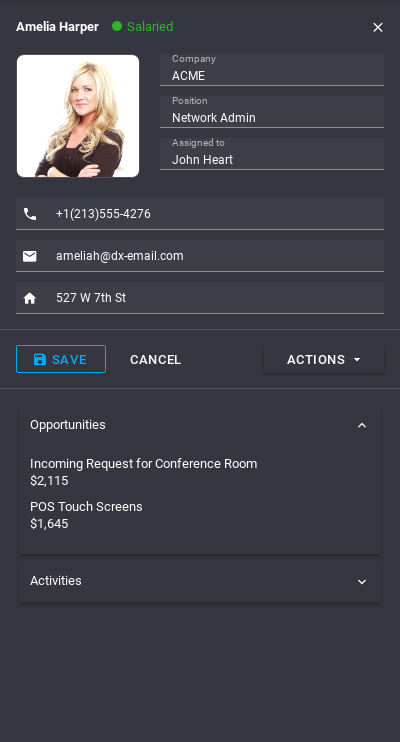 Amelia Harper Salaried
Company
ACME
Position
Network Admin
Assigned to
John Heart
+1(213)555-4276
ameliah@dx-email.com
527 W 7th St
SAVE CANCEL ACTIONS
Opportunities
Incoming Request for Conference Room
$2,115
POS Touch Screens
$1,645
Activities